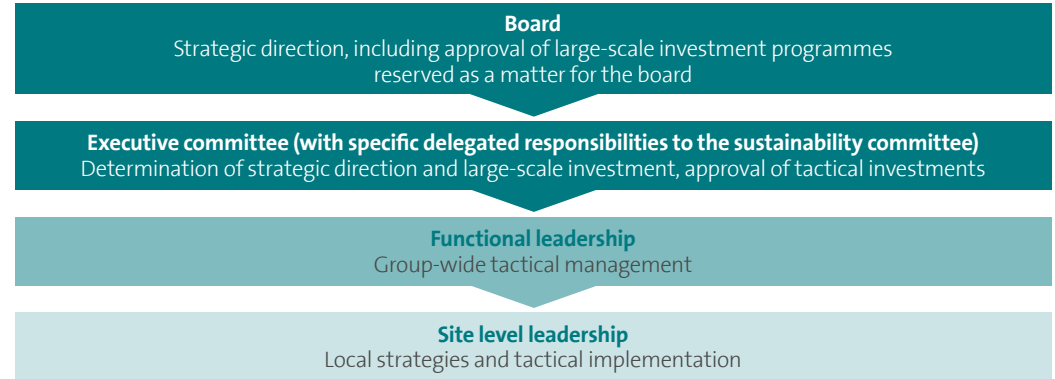 Board
Strategic direction, including approval of large-scale investment programmes
reserved as a matter for the board
Executive committee (with specific delegated responsibilities to the sustainability committee)
Determination of strategic direction and large-scale investment, approval of tactical investments
Functional leadership
Group-wide tactical management
Site level leadership
Local strategies and tactical implementation